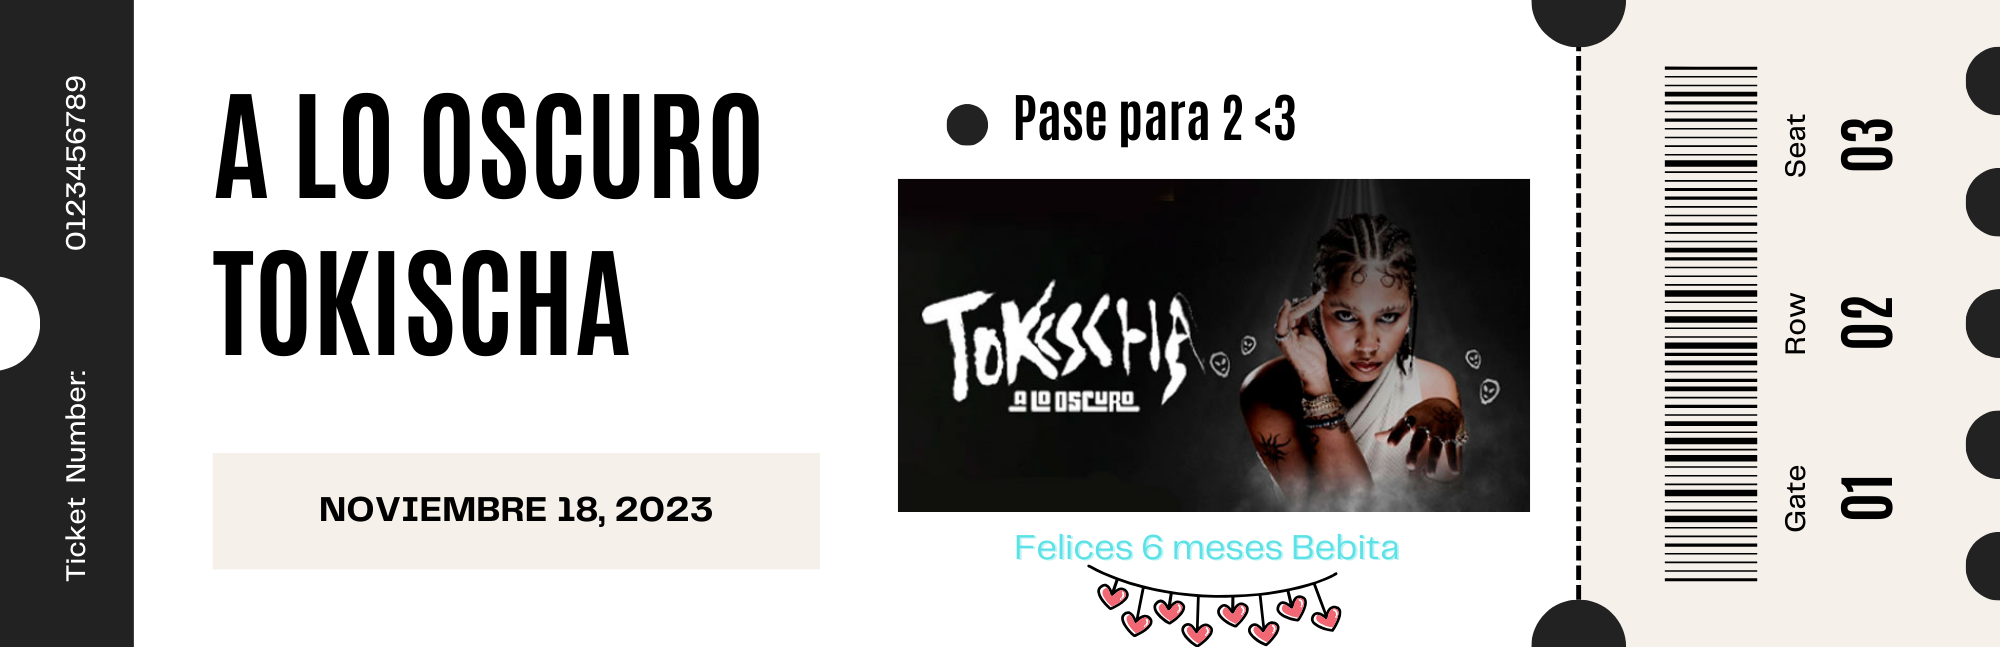 Ticket Number: 0123456789
A LO OSCURO
TOKISCHA
NOVIEMBRE 18, 2023
Pase para 2 <3
TOKISCHA
A LO OSCURO
Felices 6 meses Bebita
Gate Row Seat
01 02 03